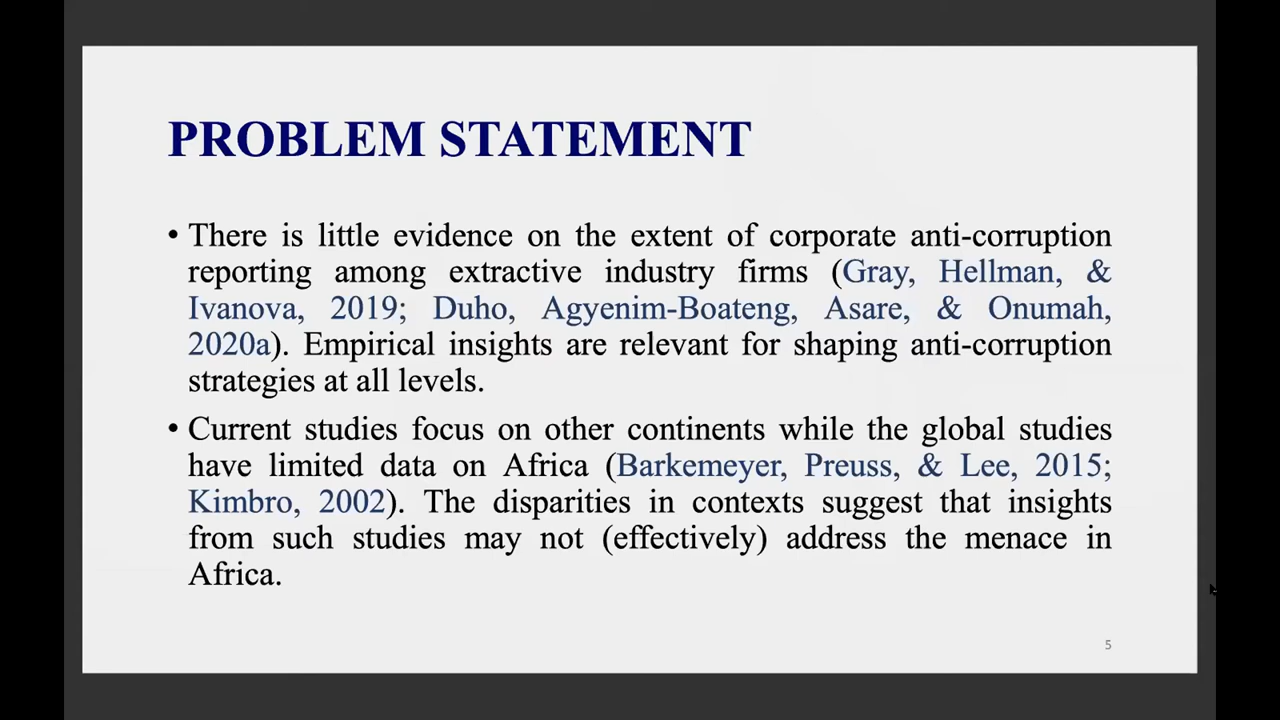 PROBLEM STATEMENT
• There is little evidence on the extent of corporate anti-corruption
reporting among extractive industry firms (Gray, Hellman, &
Ivanova, 2019; Duho, Agyenim-Boateng, Asare, & Onumah,
2020a). Empirical insights are relevant for shaping anti-corruption
strategies at all levels.
• Current studies focus on other continents while the global studies
have limited data on Africa (Barkemeyer, Preuss, & Lee, 2015;
Kimbro, 2002). The disparities in contexts suggest that insights
from such studies may not (effectively) address the menace in
Africa.
5